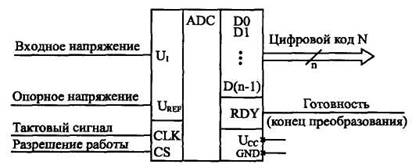 Входное напряжение
Опорное напряжение
Тактовый сигнал
Разрешение работы
UI
UREF
CLK
CS
ADC
D0
D1
D(n-1)
RDY
UCC
GND
Цифровой код N
n
Готовность
(конец преобразования)